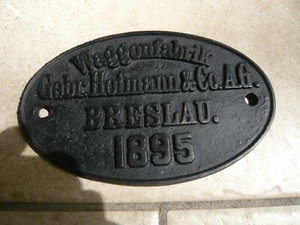 Waggonfabrik
Gebr. Hofmann & Co. A.G.
BRESLAU.
1895